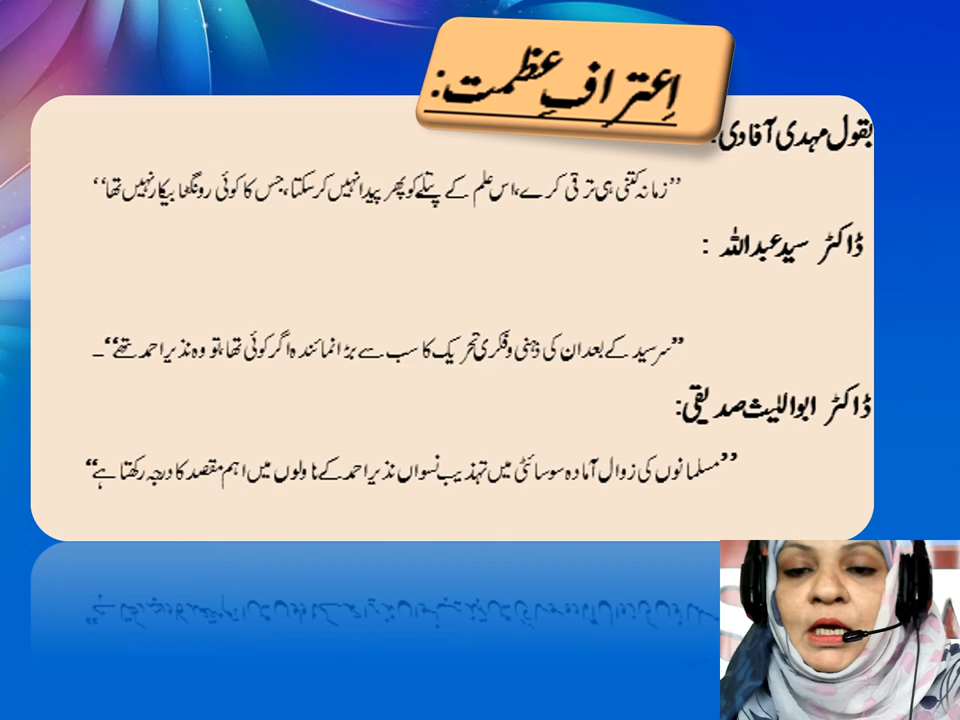 اِعترافِ عظمت:
بقول مہدی آفادی:
’’زمانہ کتنی ہی ترقی کرے، اس علم کے پتلے کو پھر پیدا نہیں کر سکتا، جس کا کوئی رونگٹا بیکار نہیں تھا‘‘
ڈاکٹر سید عبداللہ :
’’سرسید کے بعد ان کی ذہنی و فکری تحریک کا سب سے بڑا نمائندہ اگر کوئی تھا، تو وہ نذیر احمد تھے‘‘۔
ڈاکٹر ابواللیث صدیقی:
’’مسلمانوں کی زوال آمادہ سوسائٹی میں تہذیب نسواں نذیر احمد کے ناولوں میں اہم مقصد کا درجہ رکھتا ہے‘‘